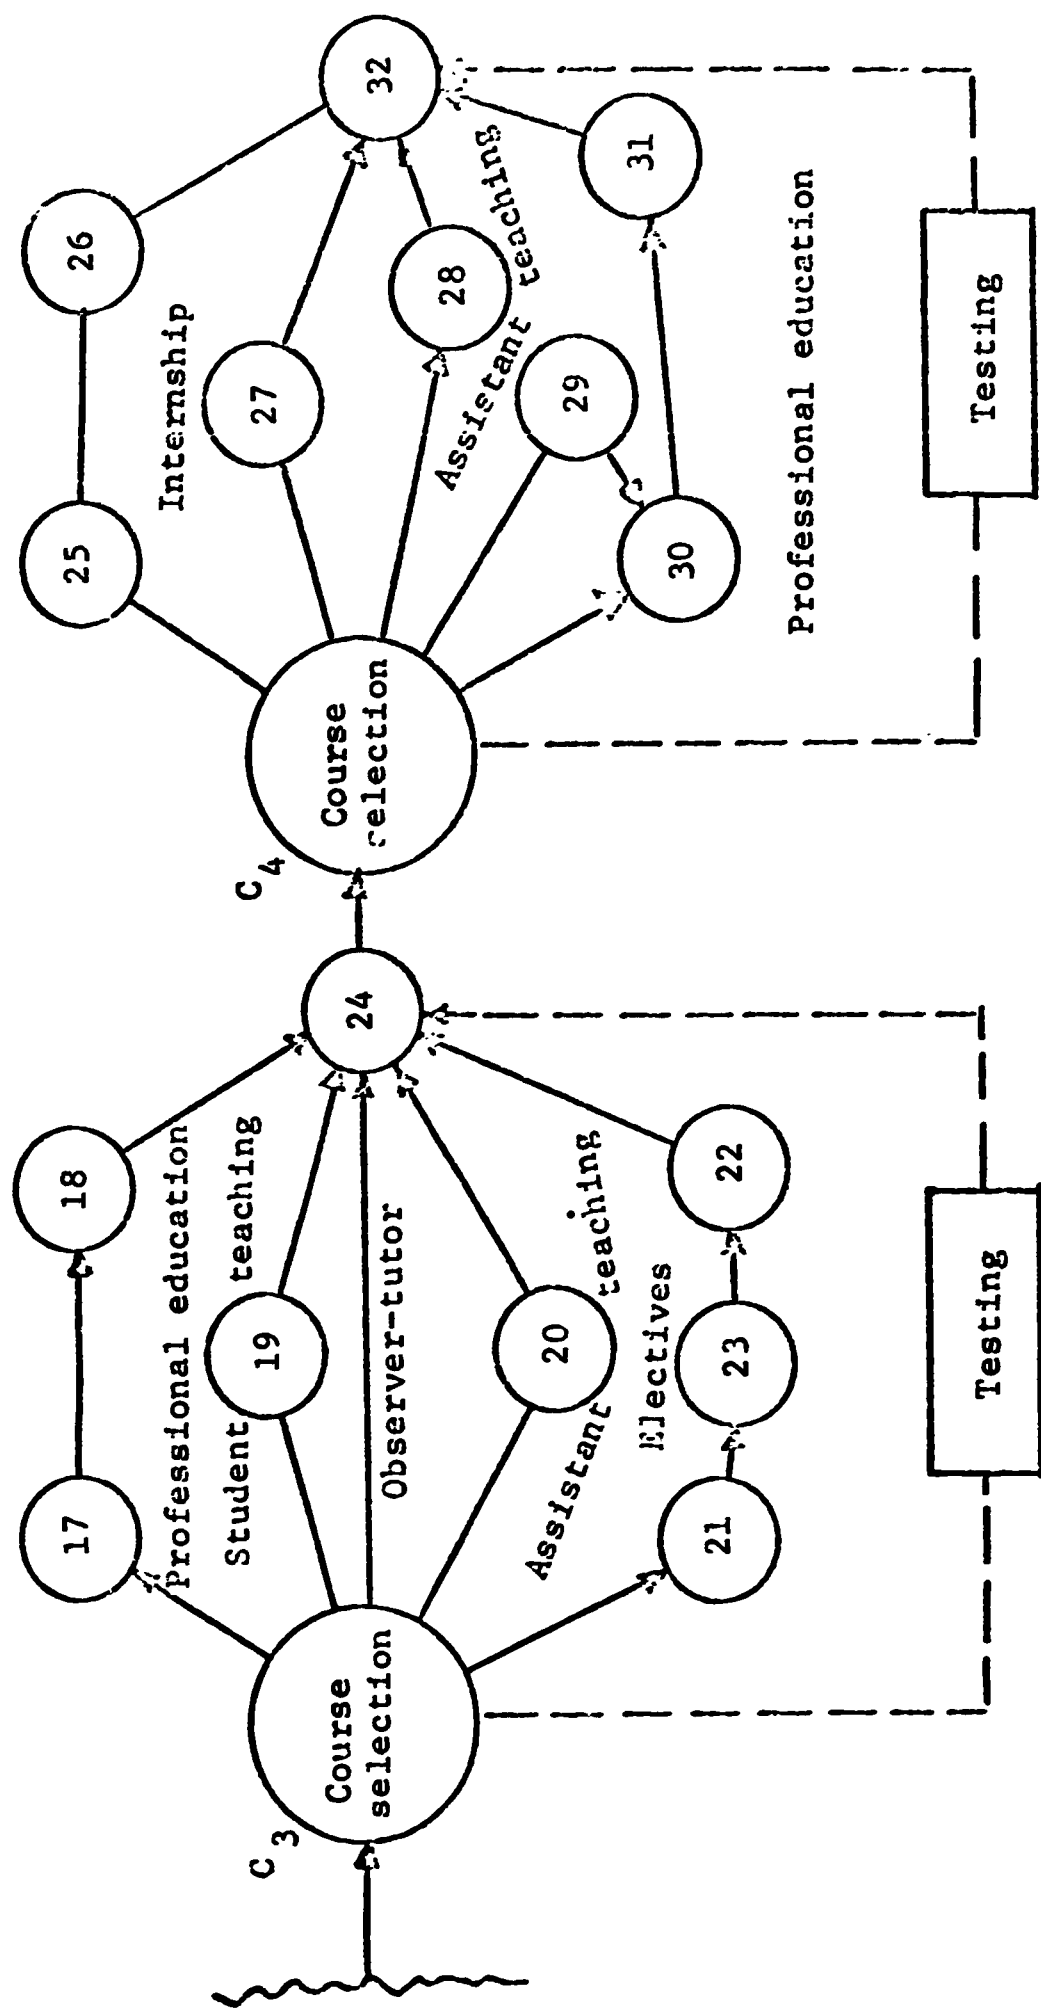 C3
Course
selection
17
18
Professional education
Student teaching
19
Observer-tutor
20
Assistant teaching
Electives
21
23
22
24
Testing
C4
Course
selection
25
26
Internship
27
28
Assistant teaching
29
30
31
32
Professional education
Testing